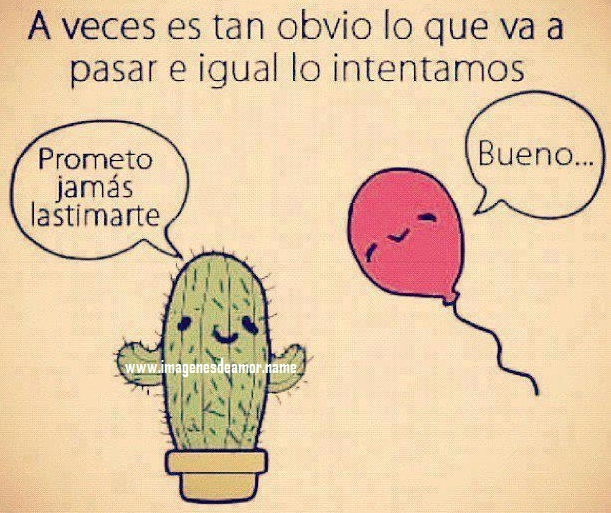 A veces es tan obvio lo que va a
pasar e igual lo intentamos
Prometo
jamás
lastimarte
Bueno...
www.imagenesdeamor.name